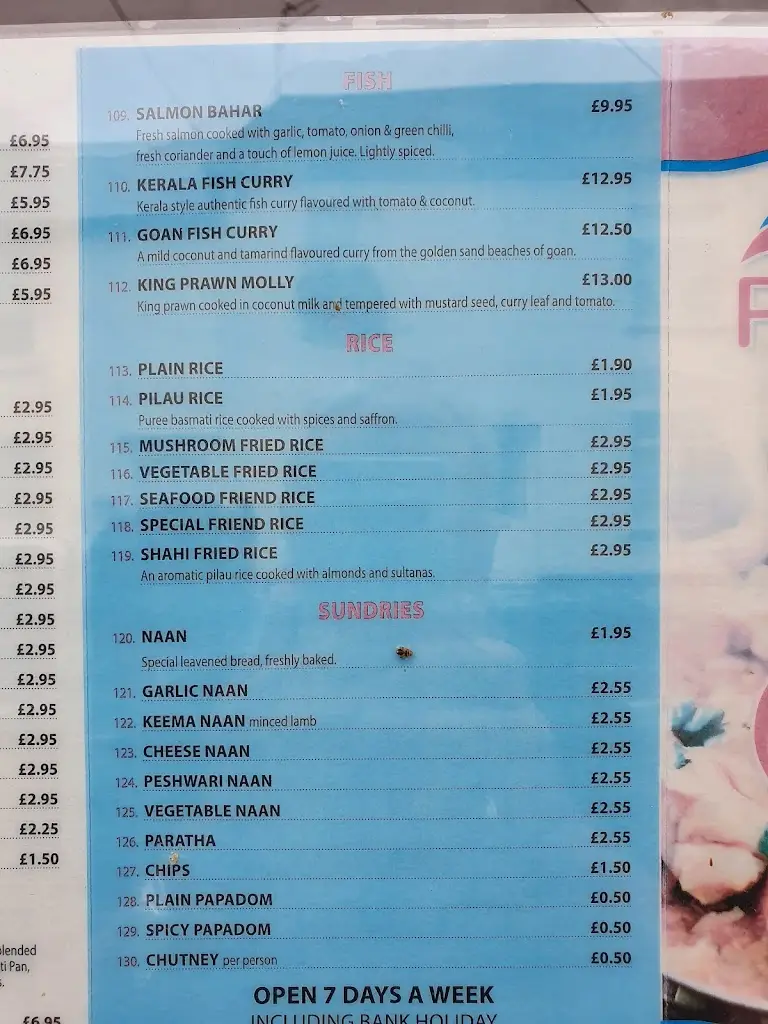 £6.95
£7.75
£5.95
£6.95
£6.95
£5.95
£2.95
£2.95
£2.95
£2.95
£2.95
£2.95
£2.95
£2.95
£2.95
£2.95
£2.95
£2.95
£2.95
£2.95
£2.25
£1.50
ti Pan,
£6.95
FISH
109. SALMON BAHAR £9.95
Fresh salmon cooked with garlic, tomato, onion & green chilli,
fresh coriander and a touch of lemon juice. Lightly spiced.
110. KERALA FISH CURRY £12.95
Kerala style authentic fish curry flavoured with tomato & coconut.
111. GOAN FISH CURRY £12.50
A mild coconut and tamarind flavoured curry from the golden sand beaches of goan.
112. KING PRAWN MOLLY £13.00
King prawn cooked in coconut milk and tempered with mustard seed, curry leaf and tomato.
RICE
113. PLAIN RICE £1.90
114. PILAU RICE £1.95
Puree basmati rice cooked with spices and saffron.
115. MUSHROOM FRIED RICE £2.95
116. VEGETABLE FRIED RICE £2.95
117. SEAFOOD FRIEND RICE £2.95
118. SPECIAL FRIEND RICE £2.95
119. SHAHI FRIED RICE £2.95
An aromatic pilau rice cooked with almonds and sultanas.
SUNDRIES
120. NAAN £1.95
Special leavened bread, freshly baked.
121. GARLIC NAAN £2.55
122. KEEMA NAAN minced lamb £2.55
123. CHEESE NAAN £2.55
124. PESHWARI NAAN £2.55
125. VEGETABLE NAAN £2.55
126. PARATHA £2.55
127. CHIPS £1.50
128. PLAIN PAPADOM £0.50
129. SPICY PAPADOM £0.50
130. CHUTNEY per person £0.50
OPEN 7 DAYS A WEEK
INCLUDING BANK HOLIDAY